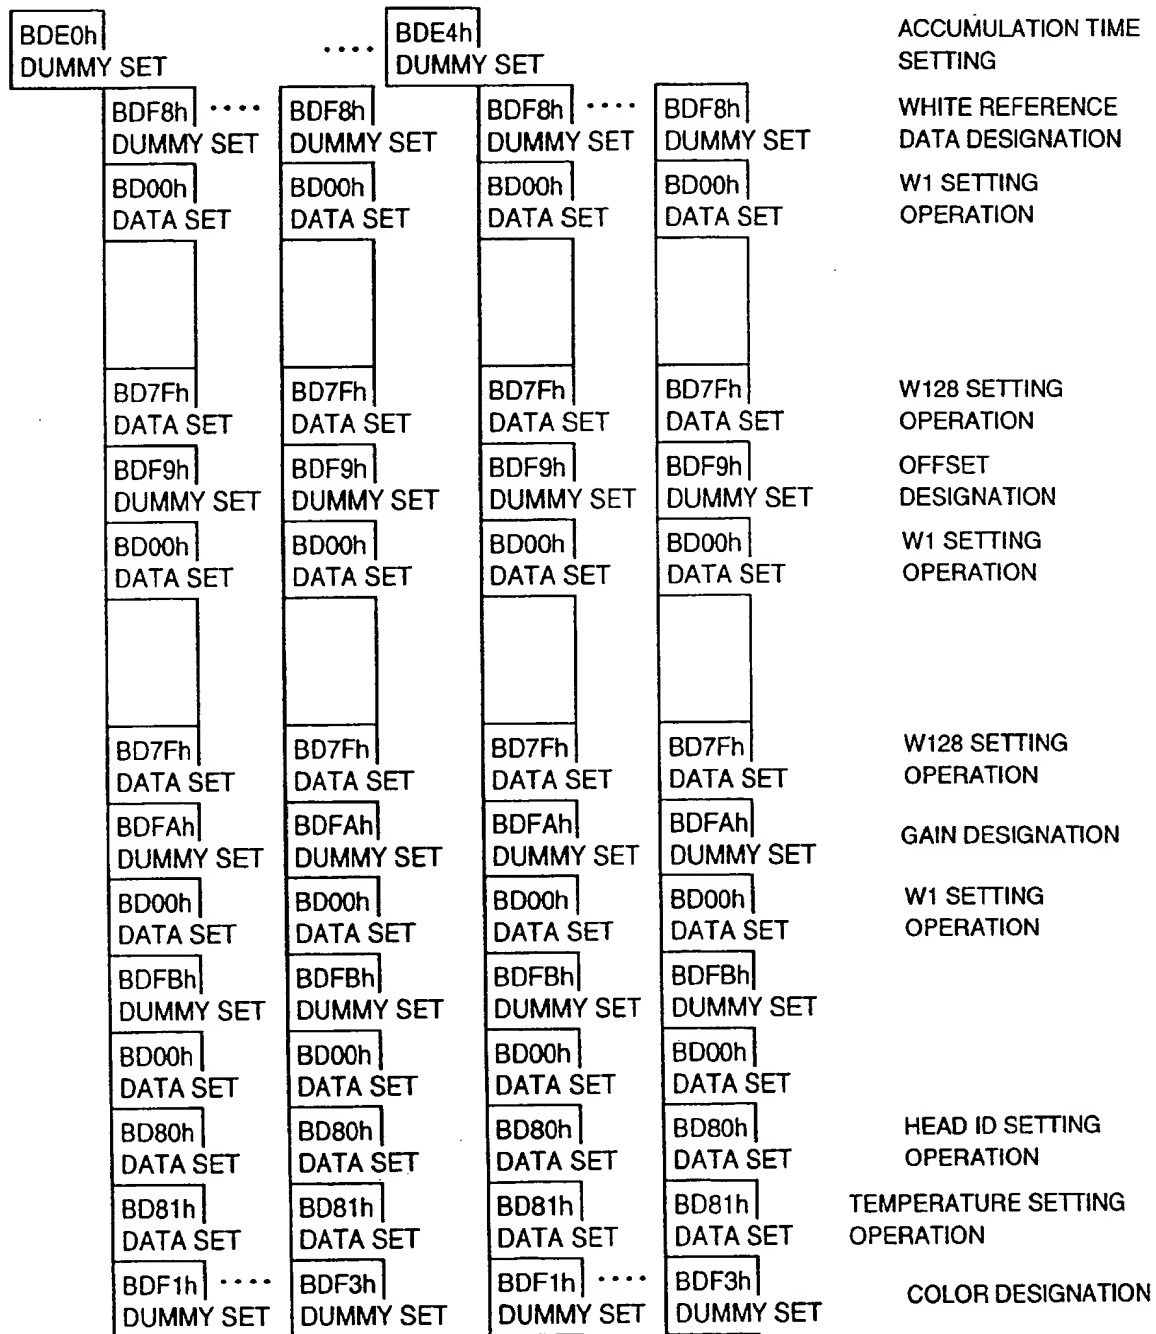 BDE0h .... BDE4h ACCUMULATION TIME
DUMMY SET DUMMY SET SETTING
BDF8h .... BDF8h BDF8h .... BDF8h WHITE REFERENCE
DUMMY SET DUMMY SET DUMMY SET DUMMY SET DATA DESIGNATION
BD00h BD00h BD00h BD00h W1 SETTING
DATA SET DATA SET DATA SET DATA SET OPERATION
BD7Fh BD7Fh BD7Fh BD7Fh W128 SETTING
DATA SET DATA SET DATA SET DATA SET OPERATION
BDF9h BDF9h BDF9h BDF9h OFFSET
DUMMY SET DUMMY SET DUMMY SET DUMMY SET DESIGNATION
BD00h BD00h BD00h BD00h W1 SETTING
DATA SET DATA SET DATA SET DATA SET OPERATION
BD7Fh BD7Fh BD7Fh BD7Fh W128 SETTING
DATA SET DATA SET DATA SET DATA SET OPERATION
BDFAh BDFAh BDFAh BDFAh GAIN DESIGNATION
DUMMY SET DUMMY SET DUMMY SET DUMMY SET
BD00h BD00h BD00h BD00h W1 SETTING
DATA SET DATA SET DATA SET DATA SET OPERATION
BDFBh BDFBh BDFBh BDFBh
DUMMY SET DUMMY SET DUMMY SET DUMMY SET
BD00h BD00h BD00h BD00h
DATA SET DATA SET DATA SET DATA SET
BD80h BD80h BD80h BD80h HEAD ID SETTING
DATA SET DATA SET DATA SET DATA SET OPERATION
BD81h BD81h BD81h BD81h TEMPERATURE SETTING
DATA SET DATA SET DATA SET DATA SET OPERATION
BDF1h .... BDF3h BDF1h .... BDF3h COLOR DESIGNATION
DUMMY SET DUMMY SET DUMMY SET DUMMY SET